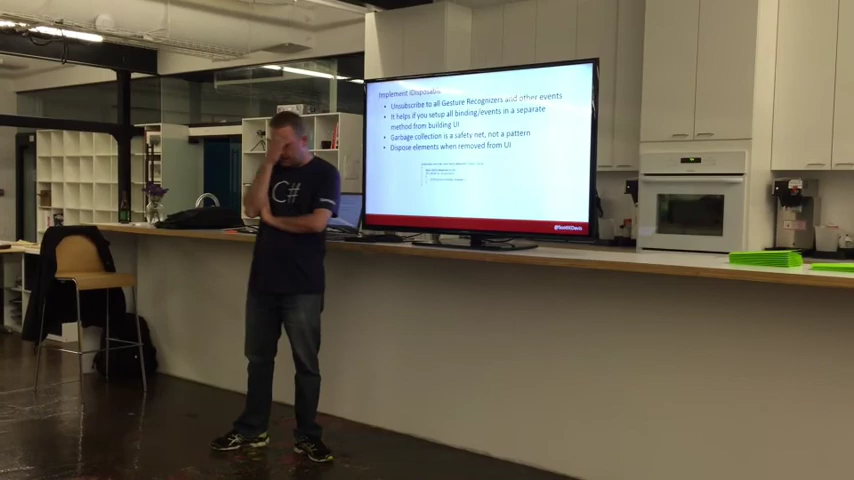 Implement IDisposable
• Unsubscribe to all Gesture Recognizers and other events
• It helps if you setup all binding/events in a separate
method from building UI
• Garbage collection is a safety net, not a pattern
• Dispose elements when removed from UI
C#